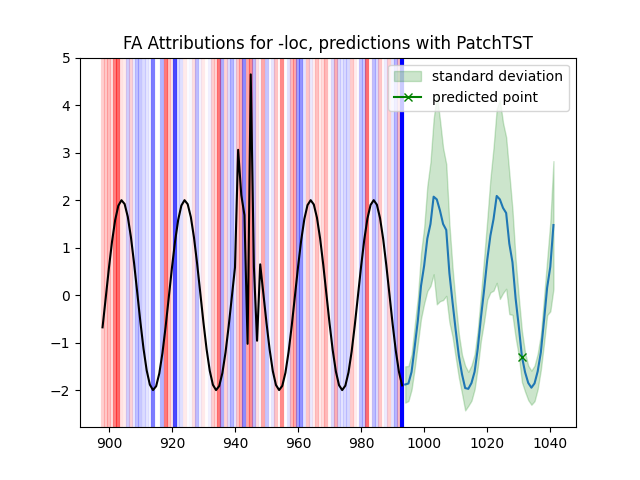 FA Attributions for -loc, predictions with PatchTST
standard deviation
predicted point
5
4
3
2
1
0
−1
−2
900 920 940 960 980 1000 1020 1040